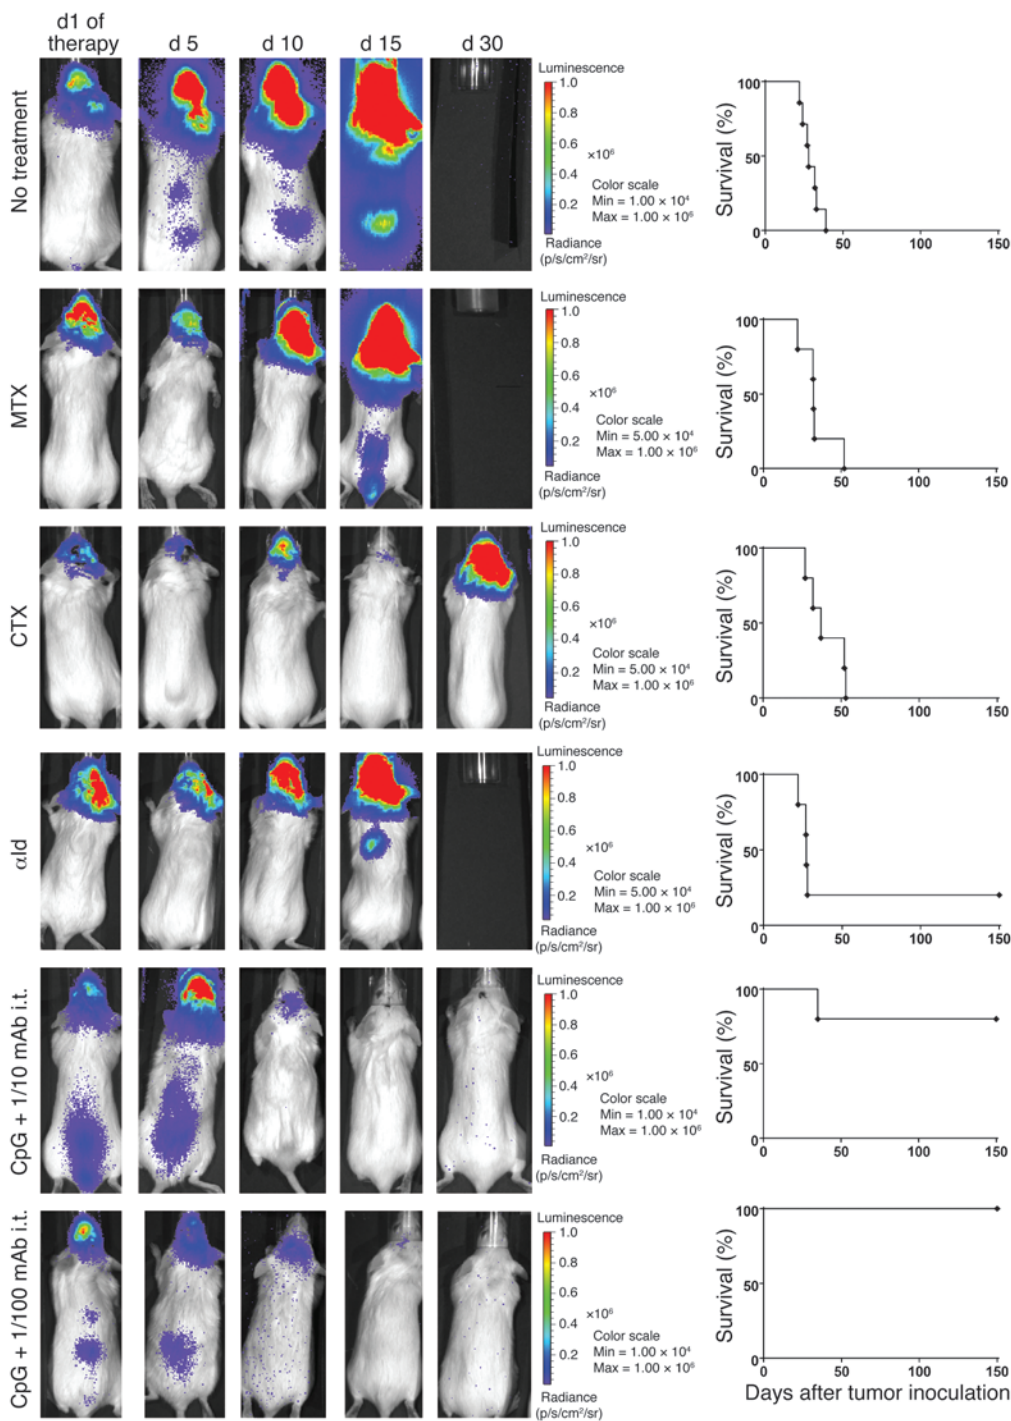 d1 of
therapy
d 5
d 10
d 15
d 30
No treatment
Luminescence
1.0
0.8
0.6
×10⁶
0.4
0.2
Color scale
Min = 1.00 × 10⁴
Max = 1.00 × 10⁶
Radiance
(p/s/cm²/sr)
Survival (%)
100
50
0
0 50 100 150
MTX
Luminescence
1.0
0.8
0.6
×10⁶
0.4
0.2
Color scale
Min = 5.00 × 10⁴
Max = 1.00 × 10⁶
Radiance
(p/s/cm²/sr)
Survival (%)
100
50
0
0 50 100 150
CTX
Luminescence
1.0
0.8
0.6
×10⁶
0.4
0.2
Color scale
Min = 5.00 × 10⁴
Max = 1.00 × 10⁶
Radiance
(p/s/cm²/sr)
Survival (%)
100
50
0
0 50 100 150
αId
Luminescence
1.0
0.8
0.6
×10⁶
0.4
0.2
Color scale
Min = 5.00 × 10⁴
Max = 1.00 × 10⁶
Radiance
(p/s/cm²/sr)
Survival (%)
100
50
0
0 50 100 150
CpG + 1/10 mAb i.t.
Luminescence
1.0
0.8
0.6
×10⁶
0.4
0.2
Color scale
Min = 1.00 × 10⁴
Max = 1.00 × 10⁶
Radiance
(p/s/cm²/sr)
Survival (%)
100
50
0
0 50 100 150
CpG + 1/100 mAb i.t.
Luminescence
1.0
0.8
0.6
×10⁶
0.4
0.2
Color scale
Min = 1.00 × 10⁴
Max = 1.00 × 10⁶
Radiance
(p/s/cm²/sr)
Survival (%)
100
50
0
0 50 100 150
Days after tumor inoculation